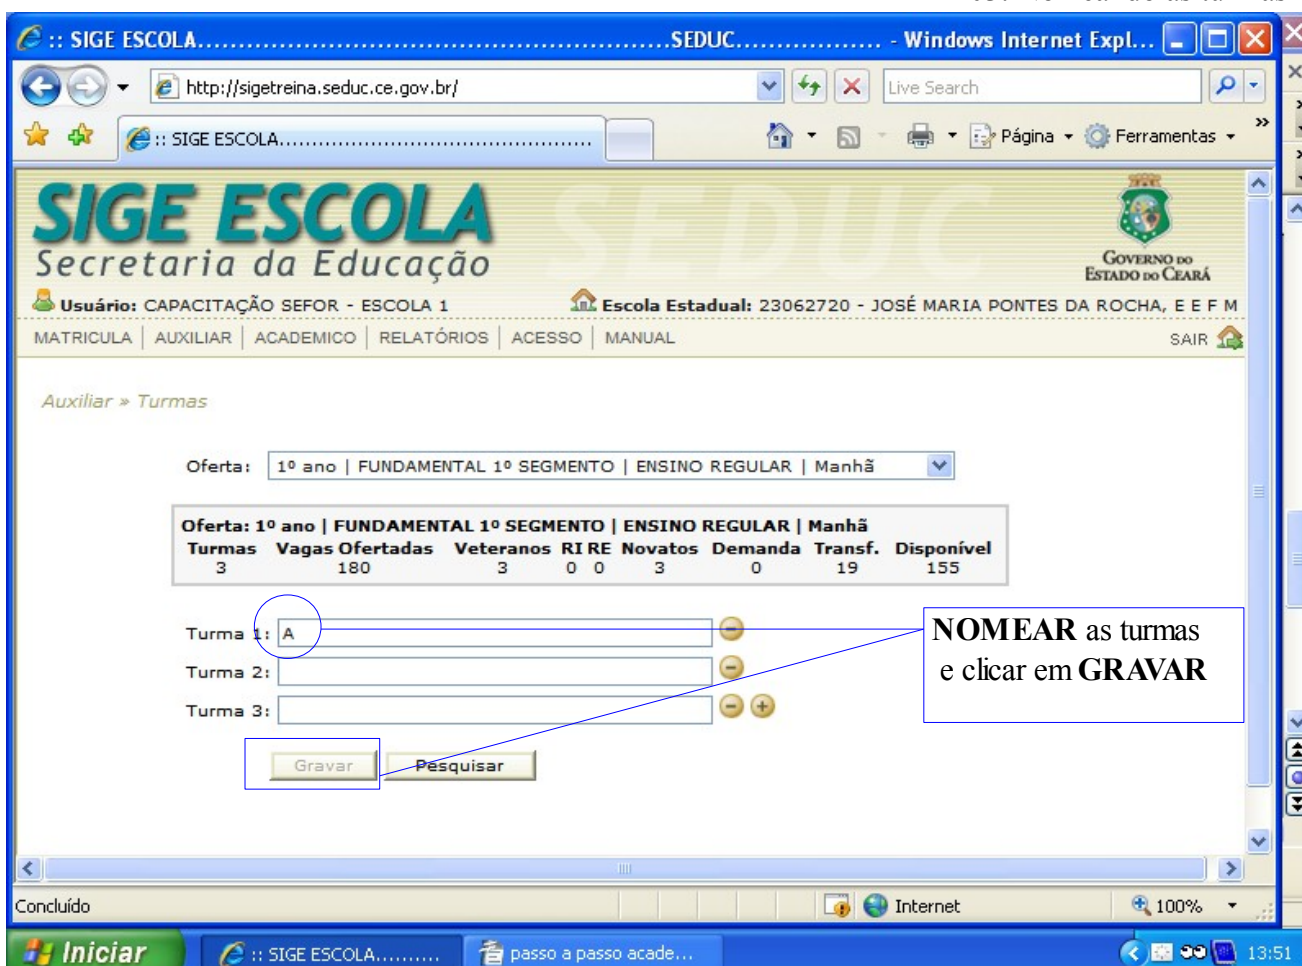 :: SIGE ESCOLA..........................................................SEDUC.................. - Windows Internet Expl...
http://sigetreina.seduc.ce.gov.br/
Live Search
:: SIGE ESCOLA......................................
Página
Ferramentas
SEDUC
SIGE ESCOLA
Secretaria da Educação
GOVERNO DO
ESTADO DO CEARÁ
Usuário: CAPACITAÇÃO SEFOR - ESCOLA 1
Escola Estadual: 23062720 - JOSÉ MARIA PONTES DA ROCHA, E E F M
MATRICULA | AUXILIAR | ACADEMICO | RELATÓRIOS | ACESSO | MANUAL
SAIR
Auxiliar » Turmas
Oferta: 1º ano | FUNDAMENTAL 1º SEGMENTO | ENSINO REGULAR | Manhã
Oferta: 1º ano | FUNDAMENTAL 1º SEGMENTO | ENSINO REGULAR | Manhã
Turmas Vagas Ofertadas Veteranos RI RE Novatos Demanda Transf. Disponível
3 180 3 0 0 3 0 19 155
Turma 1: A
Turma 2:
Turma 3:
NOMEAR as turmas
e clicar em GRAVAR
Gravar Pesquisar
Concluído
Internet
100%
Iniciar
:: SIGE ESCOLA..........
passo a passo acade...
13:51